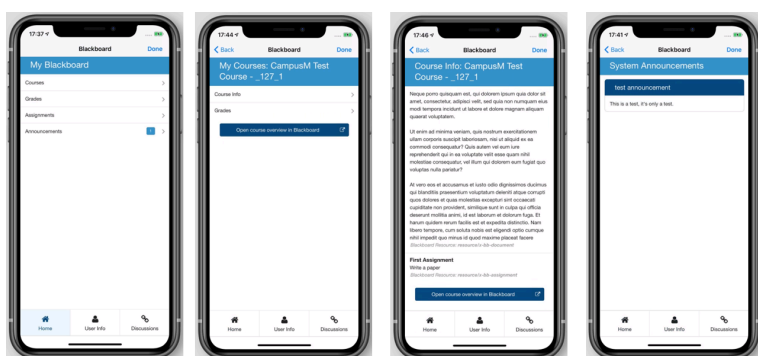 17:37
Blackboard
Done
My Blackboard
Courses
Grades
Assignments
Announcements
Home
User Info
Discussions
17:44
Back
Blackboard
Done
My Courses: CampusM Test
Course - _127_1
Course Info
Grades
Open course overview in Blackboard
Home
User Info
Discussions
17:46
Back
Blackboard
Done
Course Info: CampusM Test
Course - _127_1
Neque porro quisquam est, qui dolorem ipsum quia dolor sit
amet, consectetur, adipisci velit, sed quia non numquam eius
modi tempora incidunt ut labore et dolore magnam aliquam
quaerat voluptatem.
Ut enim ad minima veniam, quis nostrum exercitationem
ullam corporis suscipit laboriosam, nisi ut aliquid ex ea
commodi consequatur? Quis autem vel eum iure
reprehenderit qui in ea voluptate velit esse quam nihil
molestiae consequatur, vel illum qui dolorem eum fugiat quo
voluptas nulla pariatur?
At vero eos et accusamus et iusto odio dignissimos ducimus
qui blanditiis praesentium voluptatum deleniti atque corrupti
quos dolores et quas molestias excepturi sint occaecati
cupiditate non provident, similique sunt in culpa qui officia
deserunt mollitia animi, id est laborum et dolorum fuga. Et
harum quidem rerum facilis est et expedita distinctio. Nam
libero tempore, cum soluta nobis est eligendi optio cumque
nihil impedit quo minus id quod maxime placeat facere
Blackboard Resource: resource/x-bb-document
First Assignment
Write a paper
Blackboard Resource: resource/x-bb-assignment
Open course overview in Blackboard
Home
User Info
Discussions
17:41
Back
Blackboard
Done
System Announcements
test announcement
This is a test, it's only a test.
Home
User Info
Discussions